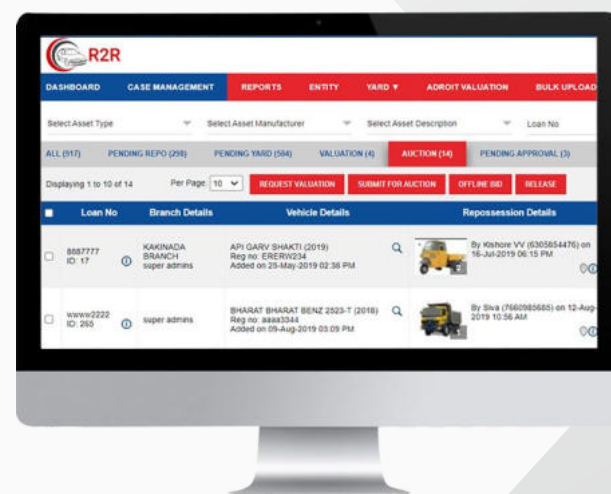 R2R
DASHBOARD CASE MANAGEMENT REPORTS ENTITY YARD ▼ ADROIT VALUATION BULK UPLOAD
Select Asset Type Select Asset Manufacturer Select Asset Description Loan No
ALL (917) PENDING REPO (298) PENDING YARD (584) VALUATION (4) AUCTION (14) PENDING APPROVAL (3)
Displaying 1 to 10 of 14 Per Page 10 REQUEST VALUATION SUBMIT FOR AUCTION OFFLINE BID RELEASE
Loan No Branch Details Vehicle Details Repossession Details
8887777
ID: 17
KAKINADA
BRANCH
super admins
API GARV SHAKTI (2019)
Reg no: ERERW234
Added on 25-May-2019 02:36 PM
By Kishore VV (6305854476) on
16-Jul-2019 06:15 PM
www2222
ID: 265
super admins
BHARAT BHARAT BENZ 2523-T (2018)
Reg no: aaaa3344
Added on 09-Aug-2019 03:09 PM
By Siva (7660985685) on 12-Aug-
2019 10:56 AM